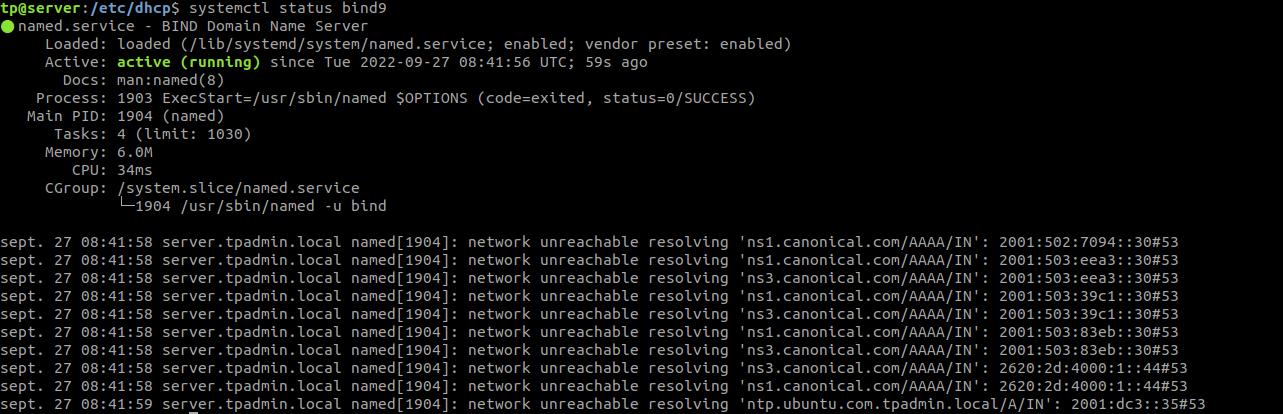 tp@server:/etc/dhcp$ systemctl status bind9
● named.service - BIND Domain Name Server
     Loaded: loaded (/lib/systemd/system/named.service; enabled; vendor preset: enabled)
     Active: active (running) since Tue 2022-09-27 08:41:56 UTC; 59s ago
       Docs: man:named(8)
    Process: 1903 ExecStart=/usr/sbin/named $OPTIONS (code=exited, status=0/SUCCESS)
   Main PID: 1904 (named)
      Tasks: 4 (limit: 1030)
     Memory: 6.0M
        CPU: 34ms
     CGroup: /system.slice/named.service
             └─1904 /usr/sbin/named -u bind
sept. 27 08:41:58 server.tpadmin.local named[1904]: network unreachable resolving 'ns1.canonical.com/AAAA/IN': 2001:502:7094::30#53
sept. 27 08:41:58 server.tpadmin.local named[1904]: network unreachable resolving 'ns1.canonical.com/AAAA/IN': 2001:503:eea3::30#53
sept. 27 08:41:58 server.tpadmin.local named[1904]: network unreachable resolving 'ns3.canonical.com/AAAA/IN': 2001:503:eea3::30#53
sept. 27 08:41:58 server.tpadmin.local named[1904]: network unreachable resolving 'ns1.canonical.com/AAAA/IN': 2001:503:39c1::30#53
sept. 27 08:41:58 server.tpadmin.local named[1904]: network unreachable resolving 'ns3.canonical.com/AAAA/IN': 2001:503:39c1::30#53
sept. 27 08:41:58 server.tpadmin.local named[1904]: network unreachable resolving 'ns1.canonical.com/AAAA/IN': 2001:503:83eb::30#53
sept. 27 08:41:58 server.tpadmin.local named[1904]: network unreachable resolving 'ns3.canonical.com/AAAA/IN': 2001:503:83eb::30#53
sept. 27 08:41:58 server.tpadmin.local named[1904]: network unreachable resolving 'ns3.canonical.com/AAAA/IN': 2620:2d:4000:1::44#53
sept. 27 08:41:58 server.tpadmin.local named[1904]: network unreachable resolving 'ns1.canonical.com/AAAA/IN': 2620:2d:4000:1::44#53
sept. 27 08:41:59 server.tpadmin.local named[1904]: network unreachable resolving 'ntp.ubuntu.com.tpadmin.local/A/IN': 2001:dc3::35#53